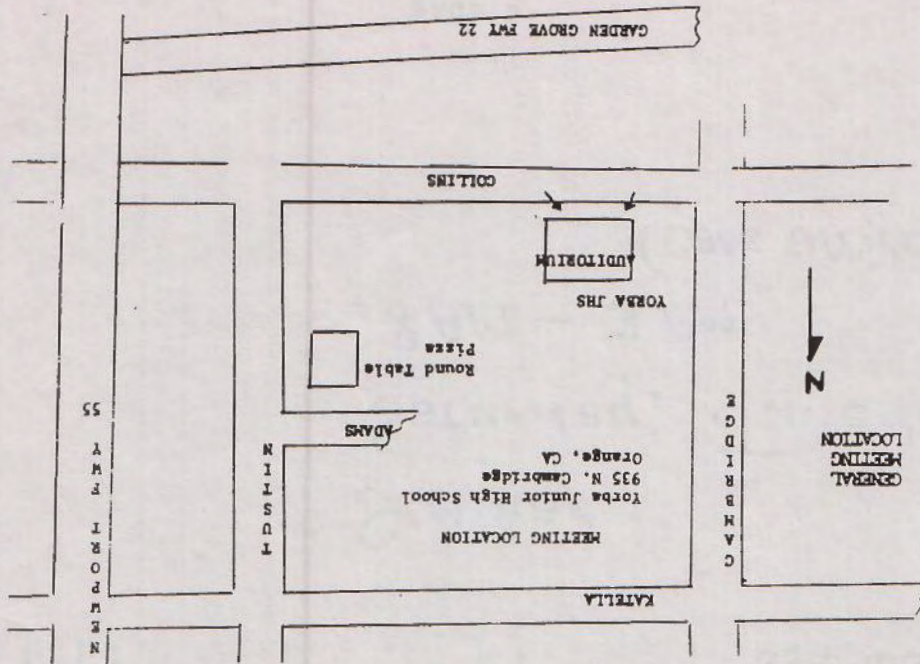 KATELLA
GENERAL
MEETING
LOCATION
N
CAMBRIDGE
MEETING LOCATION
Yorba Junior High School
935 N. Cambridge
Orange, CA
ADAMS
TUSTIN
NEWPORT FWY 55
Round Table
Pizza
YORBA JHS
AUDITORIUM
COLLINS
GARDEN GROVE FWY 22